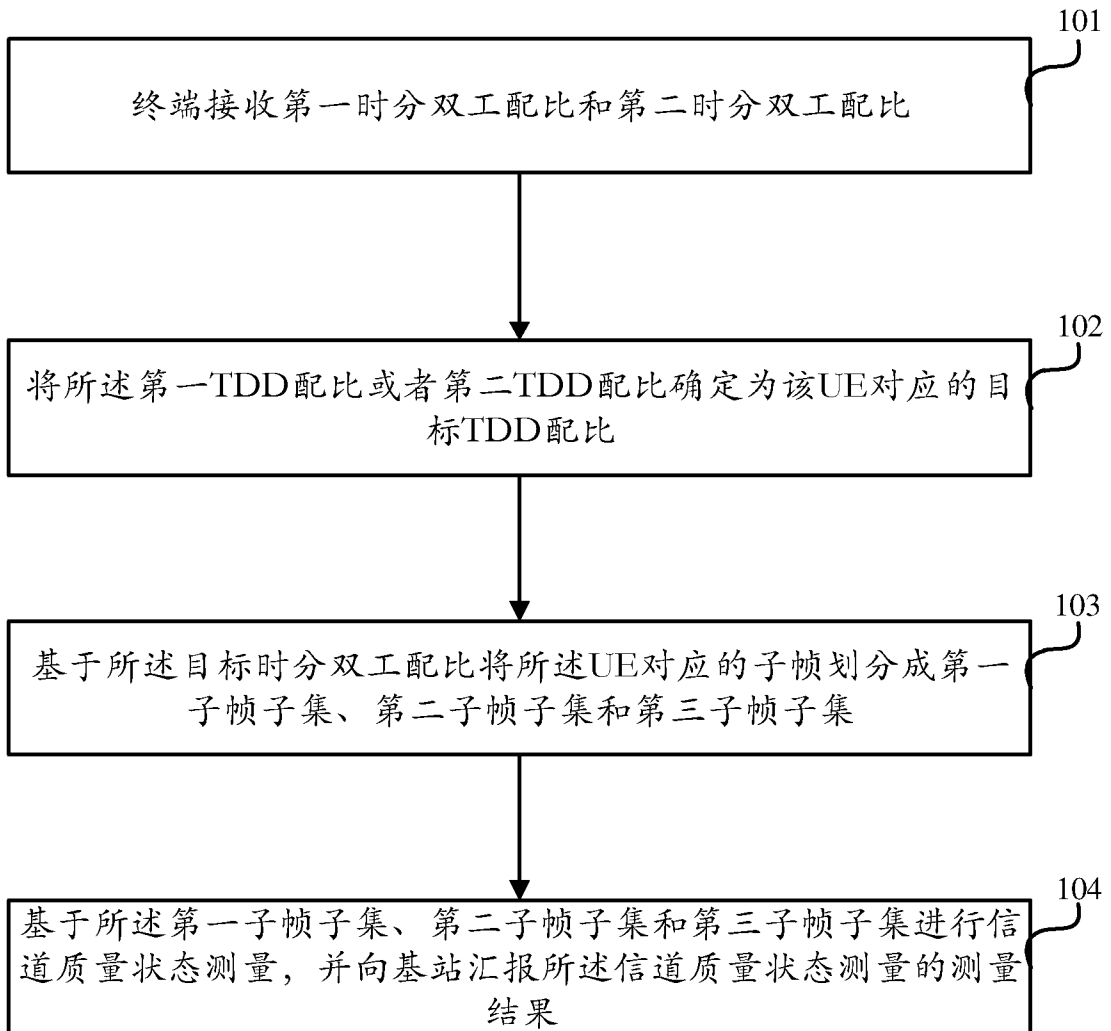 101
终端接收第一时分双工配比和第二时分双工配比
102
将所述第一TDD配比或者第二TDD配比确定为该UE对应的目
标TDD配比
103
基于所述目标时分双工配比将所述UE对应的子帧划分成第一
子帧子集、第二子帧子集和第三子帧子集
104
基于所述第一子帧子集、第二子帧子集和第三子帧子集进行信
道质量状态测量，并向基站汇报所述信道质量状态测量的测量
结果